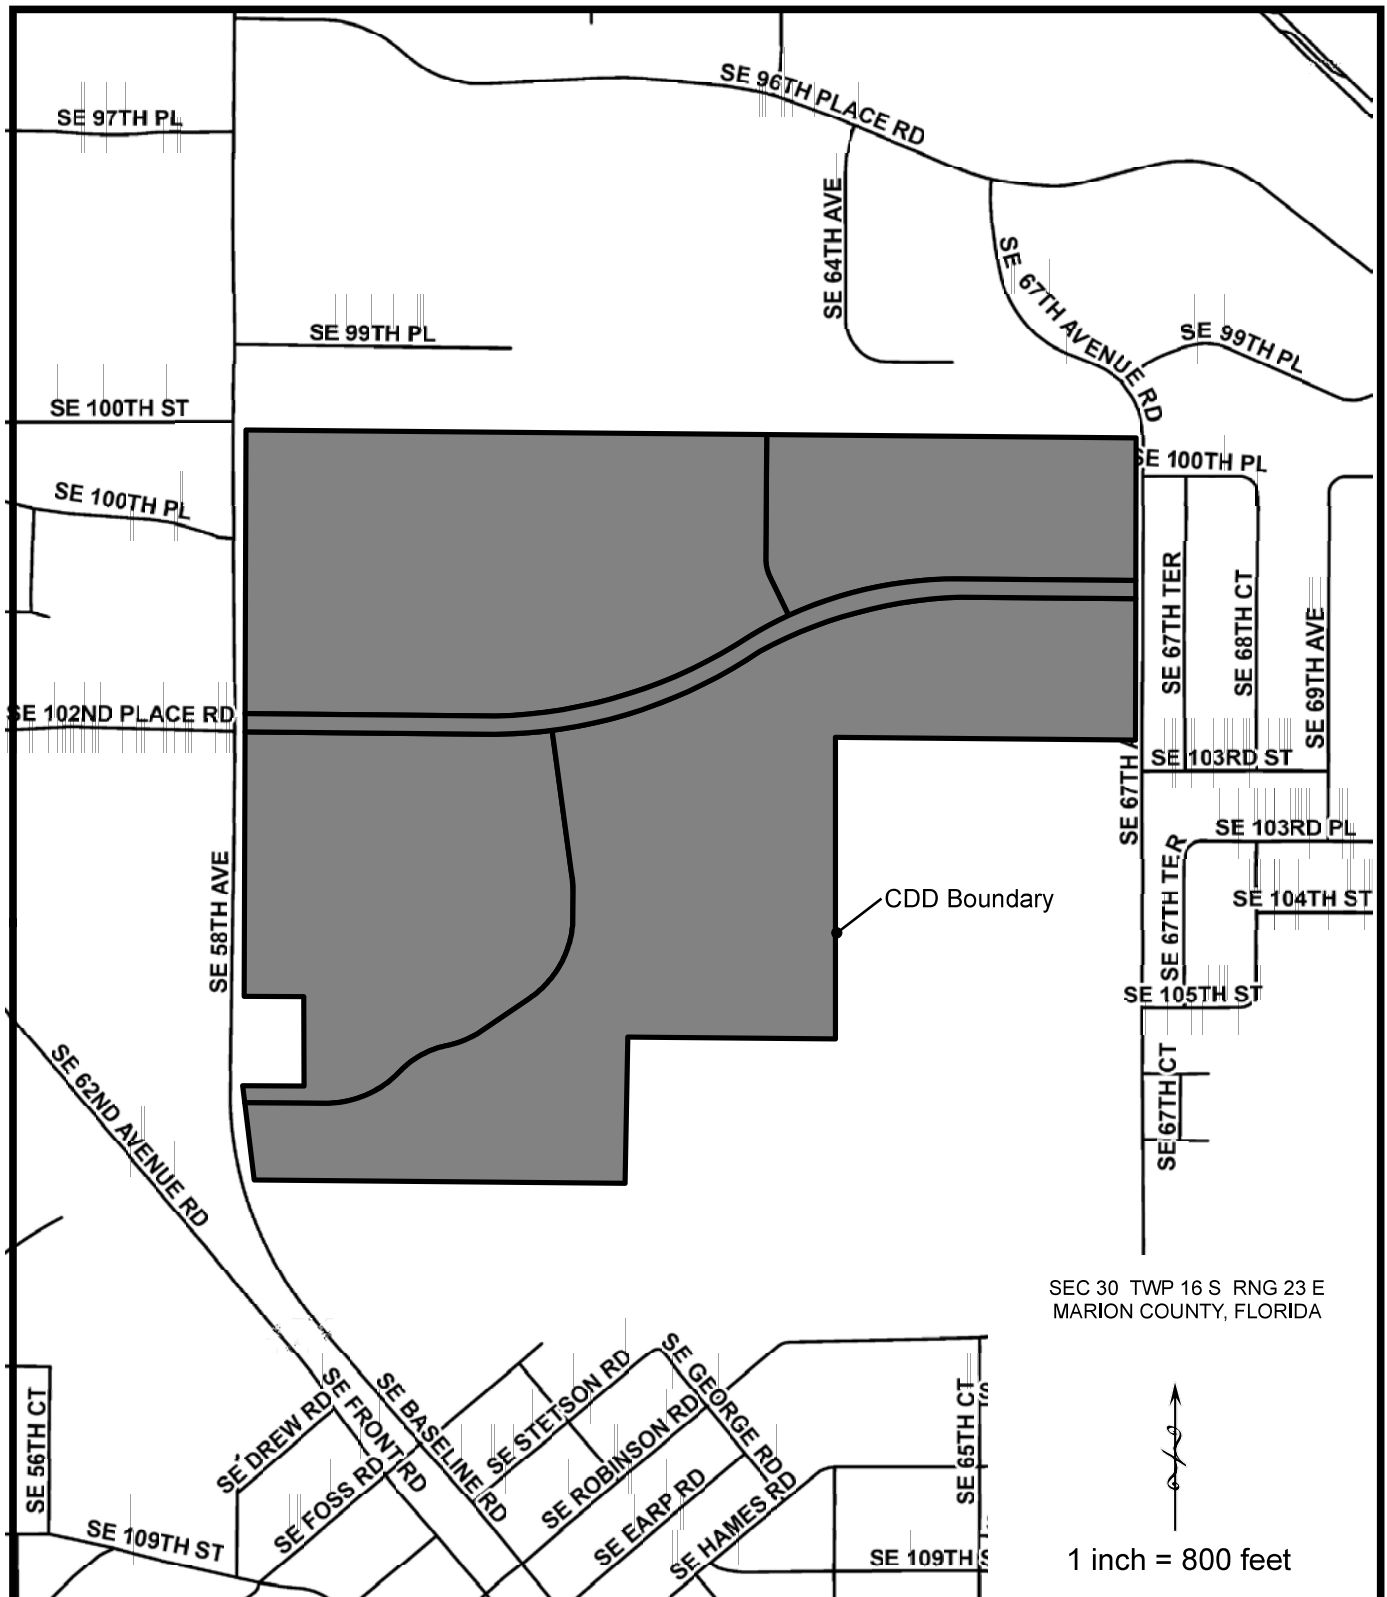 SE 96TH PLACE RD
SE 97TH PL
SE 64TH AVE
SE 67TH AVENUE RD
SE 99TH PL
SE 99TH PL
SE 100TH ST
SE 100TH PL
SE 100TH PL
SE 67TH TER
SE 68TH CT
SE 69TH AVE
SE 102ND PLACE RD
SE 103RD ST
SE 67TH
SE 103RD PL
SE 58TH AVE
CDD Boundary
SE 67TH TER
SE 104TH ST
SE 105TH ST
SE 62ND AVENUE RD
SE 67TH CT
SEC 30 TWP 16 S RNG 23 E
MARION COUNTY, FLORIDA
SE 56TH CT
SE DREW RD
SE FRONT RD
SE BASELINE RD
SE STETSON RD
SE GEORGE RD
SE ROBINSON RD
SE 65TH CT
SE FOSS RD
SE EARP RD
SE HAMES RD
SE 109TH ST
SE 109TH S
1 inch = 800 feet